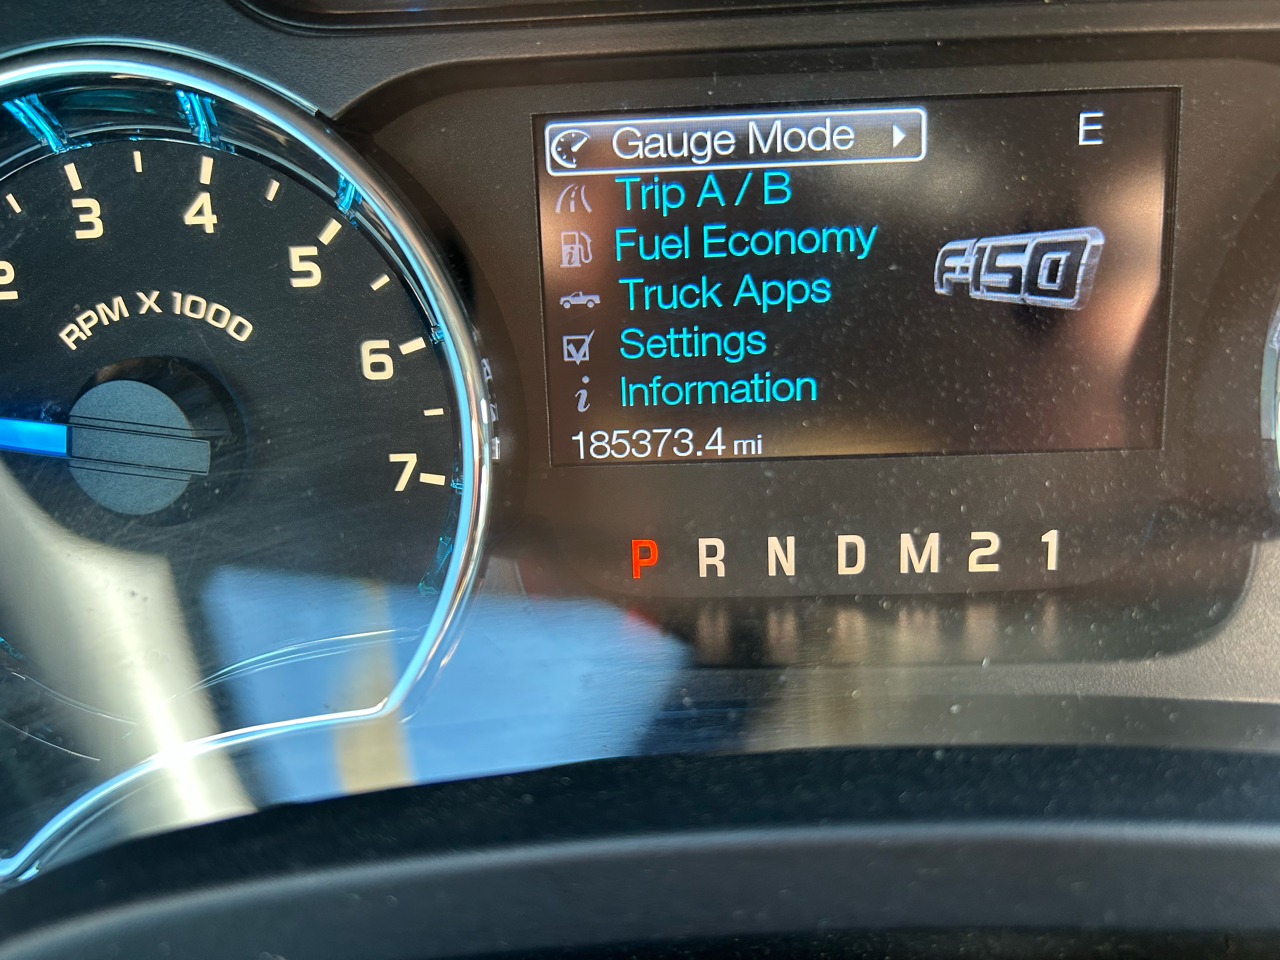 Gauge Mode
E
Trip A / B
Fuel Economy
F-150
Truck Apps
Settings
Information
185373.4 mi
3
4
5
6
7
RPM X 1000
P R N D M 2 1